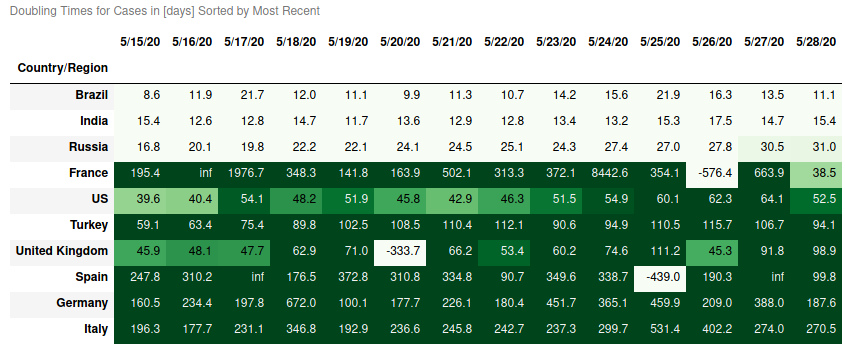 Doubling Times for Cases in [days] Sorted by Most Recent
5/15/20 5/16/20 5/17/20 5/18/20 5/19/20 5/20/20 5/21/20 5/22/20 5/23/20 5/24/20 5/25/20 5/26/20 5/27/20 5/28/20
Country/Region
Brazil 8.6 11.9 21.7 12.0 11.1 9.9 11.3 10.7 14.2 15.6 21.9 16.3 13.5 11.1
India 15.4 12.6 12.8 14.7 11.7 13.6 12.9 12.8 13.4 13.2 15.3 17.5 14.7 15.4
Russia 16.8 20.1 19.8 22.2 22.1 24.1 24.5 25.1 24.3 27.4 27.0 27.8 30.5 31.0
France 195.4 inf 1976.7 348.3 141.8 163.9 502.1 313.3 372.1 8442.6 354.1 -576.4 663.9 38.5
US 39.6 40.4 54.1 48.2 51.9 45.8 42.9 46.3 51.5 54.9 60.1 62.3 64.1 52.5
Turkey 59.1 63.4 75.4 89.8 102.5 108.5 110.4 112.1 90.6 94.9 110.5 115.7 106.7 94.1
United Kingdom 45.9 48.1 47.7 62.9 71.0 -333.7 66.2 53.4 60.2 74.6 111.2 45.3 91.8 98.9
Spain 247.8 310.2 inf 176.5 372.8 310.8 334.8 90.7 349.6 338.7 -439.0 190.3 inf 99.8
Germany 160.5 234.4 197.8 672.0 100.1 177.7 226.1 180.4 451.7 365.1 459.9 209.0 388.0 187.6
Italy 196.3 177.7 231.1 346.8 192.9 236.6 245.8 242.7 237.3 299.7 531.4 402.2 274.0 270.5